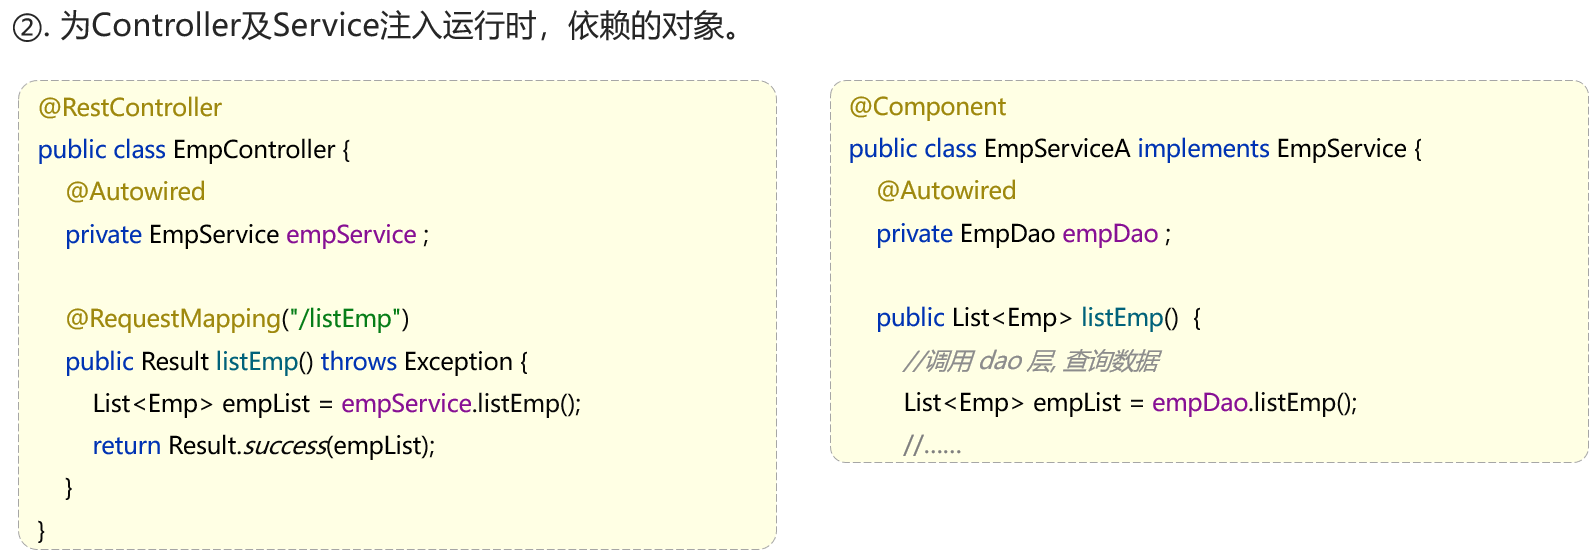 ②. 为Controller及Service注入运行时，依赖的对象。
@RestController
public class EmpController {
@Autowired
private EmpService empService ;
@RequestMapping("/listEmp")
public Result listEmp() throws Exception {
List<Emp> empList = empService.listEmp();
return Result.success(empList);
}
}
@Component
public class EmpServiceA implements EmpService {
@Autowired
private EmpDao empDao ;
public List<Emp> listEmp()  {
//调用 dao 层, 查询数据
List<Emp> empList = empDao.listEmp();
//......